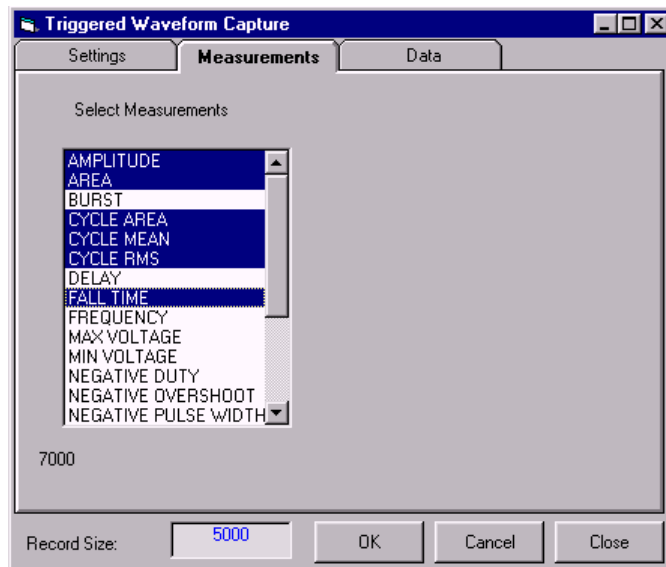 Triggered Waveform Capture
Settings Measurements Data
Select Measurements
AMPLITUDE
AREA
BURST
CYCLE AREA
CYCLE MEAN
CYCLE RMS
DELAY
FALL TIME
FREQUENCY
MAX VOLTAGE
MIN VOLTAGE
NEGATIVE DUTY
NEGATIVE OVERSHOOT
NEGATIVE PULSE WIDTH
7000
Record Size: 5000 OK Cancel Close